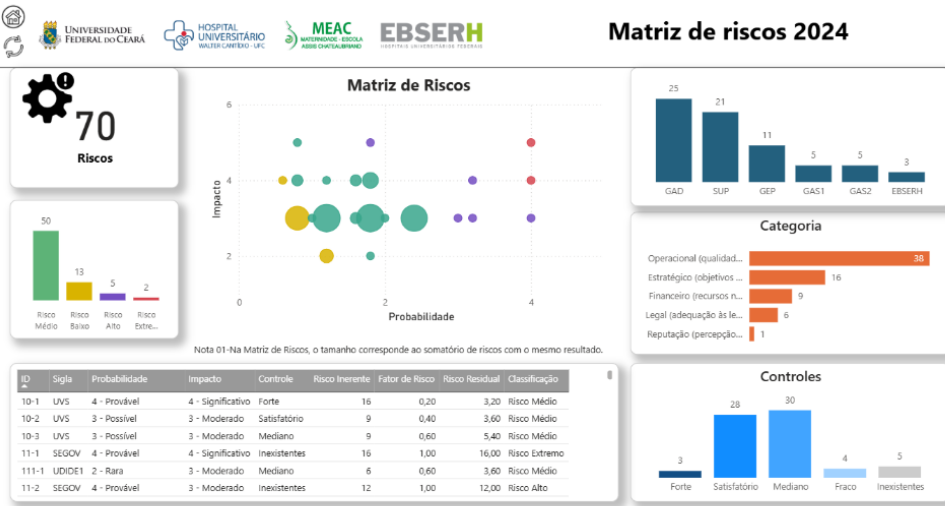 UNIVERSIDADE
FEDERAL DO CEARÁ
HOSPITAL
UNIVERSITÁRIO
WALTER CANTÍDIO - UFC
MEAC
MATERNIDADE - ESCOLA
ASSIS CHATEAUBRIAND
EBSERH
HOSPITAIS UNIVERSITÁRIOS FEDERAIS
Matriz de riscos 2024
70
Riscos
50
13
5
2
Risco Médio
Risco Baixo
Risco Alto
Risco Extre...
Matriz de Riscos
Impacto
6
4
2
0
2
4
Probabilidade
Nota 01-Na Matriz de Riscos, o tamanho corresponde ao somatório de riscos com o mesmo resultado.
25
21
11
5
5
3
GAD SUP GEP GAS1 GAS2 EBSERH
Categoria
Operacional (qualidad... 38
Estratégico (objetivos ... 16
Financeiro (recursos n... 9
Legal (adequação às le... 6
Reputação (percepção... 1
ID Sigla Probabilidade Impacto Controle Risco Inerente Fator de Risco Risco Residual Classificação
10-1 UVS 4 - Provável 4 - Significativo Forte 16 0,20 3,20 Risco Médio
10-2 UVS 3 - Possível 3 - Moderado Satisfatório 9 0,40 3,60 Risco Médio
10-3 UVS 3 - Possível 3 - Moderado Mediano 9 0,60 5,40 Risco Médio
11-1 SEGOV 4 - Provável 4 - Significativo Inexistentes 16 1,00 16,00 Risco Extremo
111-1 UDIDE1 2 - Rara 3 - Moderado Mediano 6 0,60 3,60 Risco Médio
11-2 SEGOV 4 - Provável 3 - Moderado Inexistentes 12 1,00 12,00 Risco Alto
Controles
3
28
30
4
5
Forte Satisfatório Mediano Fraco Inexistentes